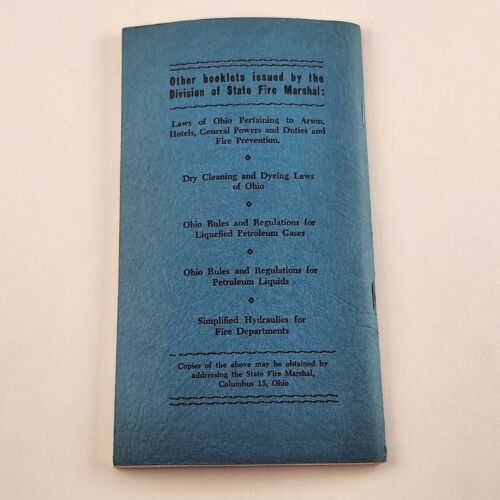 Other booklets issued by the
Division of State Fire Marshal:
Laws of Ohio Pertaining to Arson,
Hotels, General Powers and Duties and
Fire Prevention.
Dry Cleaning and Dyeing Laws
of Ohio
Ohio Rules and Regulations for
Liquefied Petroleum Gases
Ohio Rules and Regulations for
Petroleum Liquids
Simplified Hydraulics for
Fire Departments
Copies of the above may be obtained by
addressing the State Fire Marshal,
Columbus 15, Ohio